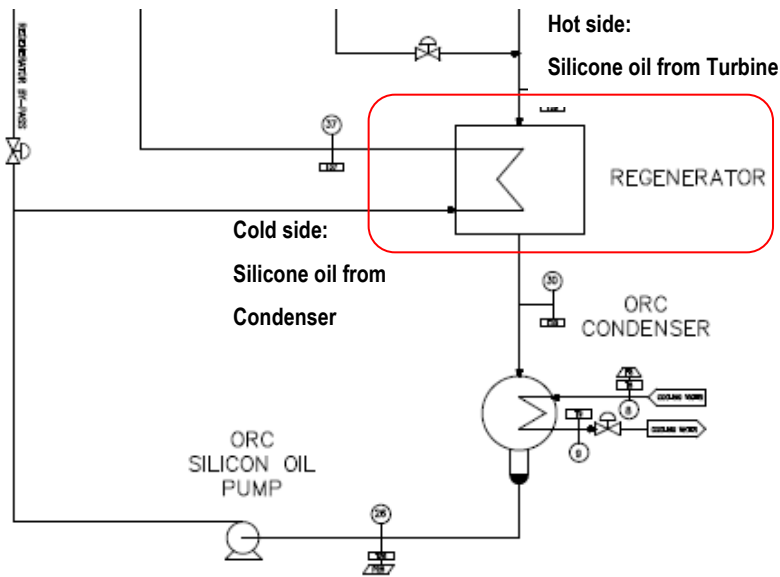 Hot side:
Silicone oil from Turbine
REGENERATOR BY-PASS
37
REGENERATOR
Cold side:
Silicone oil from
Condenser
30
ORC
CONDENSER
8
COOLING WATER
9
COOLING WATER
ORC
SILICON OIL
PUMP
26